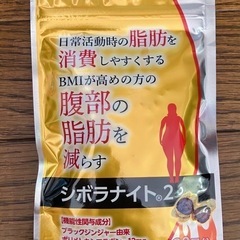 日常活動時の脂肪を
消費しやすくする
BMIが高めの方の
腹部の
脂肪を
減らす
シボラナイト®2
【機能性関与成分】
ブラックジンジャー由来